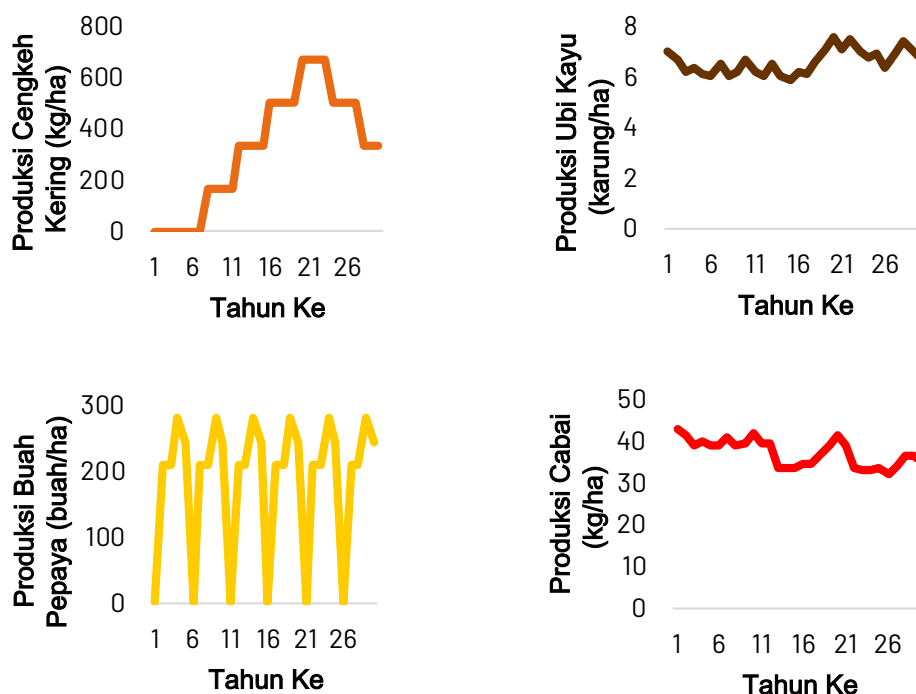 Produksi Cengkeh
Kering (kg/ha)
800
600
400
200
0
1 6 11 16 21 26
Tahun Ke
Produksi Ubi Kayu
(karung/ha)
8
6
4
2
0
1 6 11 16 21 26
Tahun Ke
Produksi Buah
Pepaya (buah/ha)
300
200
100
0
1 6 11 16 21 26
Tahun Ke
Produksi Cabai
(kg/ha)
50
40
30
20
10
0
1 6 11 16 21 26
Tahun Ke